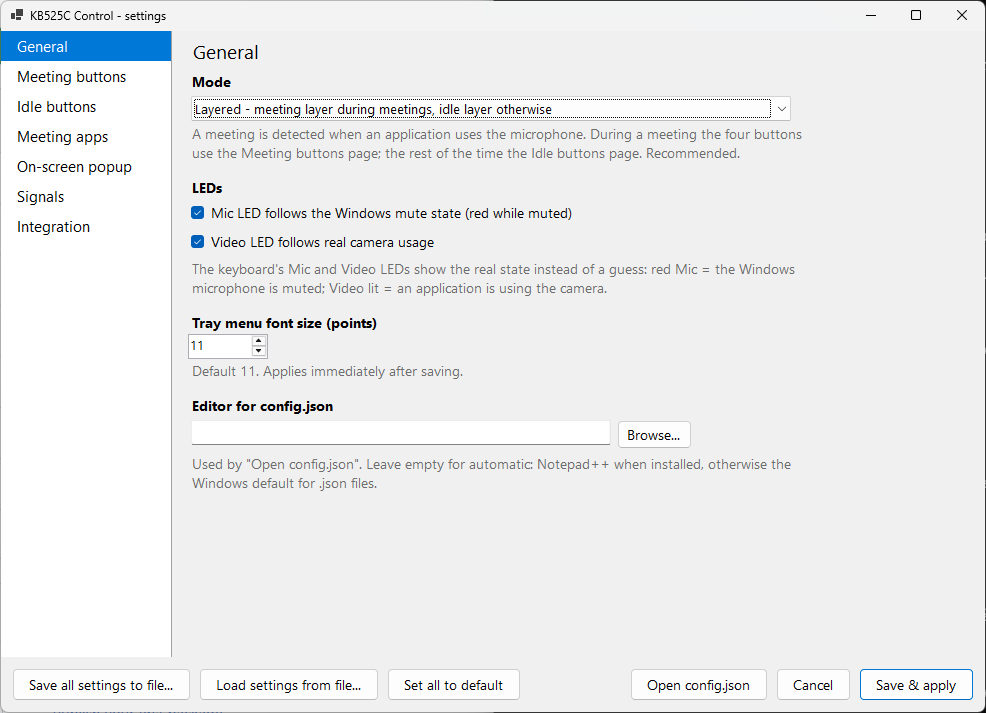 KB525C Control - settings
General
Meeting buttons
Idle buttons
Meeting apps
On-screen popup
Signals
Integration
General
Mode
Layered - meeting layer during meetings, idle layer otherwise
A meeting is detected when an application uses the microphone. During a meeting the four buttons
use the Meeting buttons page; the rest of the time the Idle buttons page. Recommended.
LEDs
Mic LED follows the Windows mute state (red while muted)
Video LED follows real camera usage
The keyboard's Mic and Video LEDs show the real state instead of a guess: red Mic = the Windows
microphone is muted; Video lit = an application is using the camera.
Tray menu font size (points)
11
Default 11. Applies immediately after saving.
Editor for config.json
Browse...
Used by "Open config.json". Leave empty for automatic: Notepad++ when installed, otherwise the
Windows default for .json files.
Save all settings to file...
Load settings from file...
Set all to default
Open config.json
Cancel
Save & apply